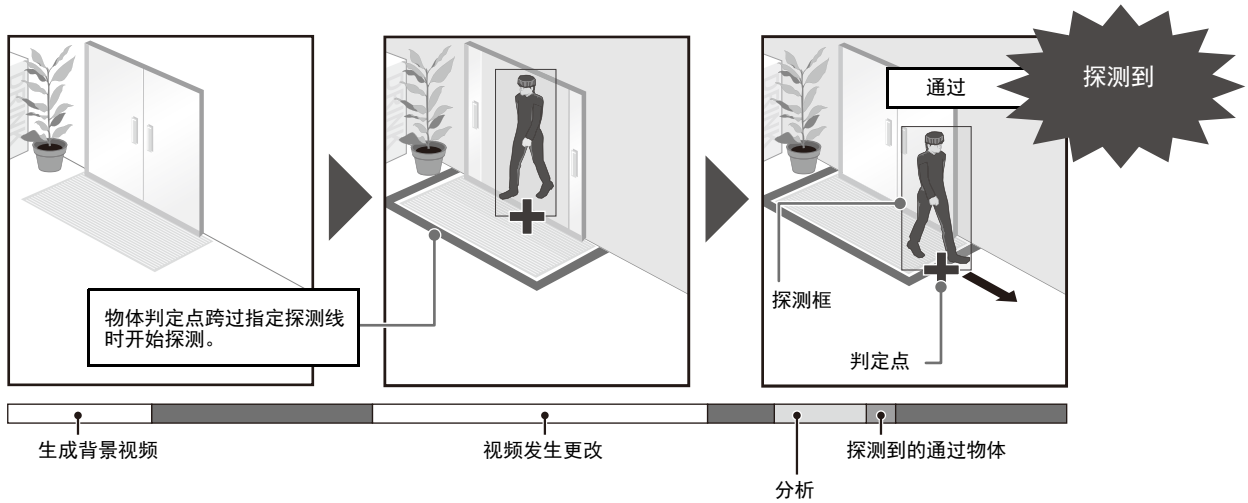 探测到
通过
物体判定点跨过指定探测线
时开始探测。
探测框
判定点
生成背景视频
视频发生更改
探测到的通过物体
分析